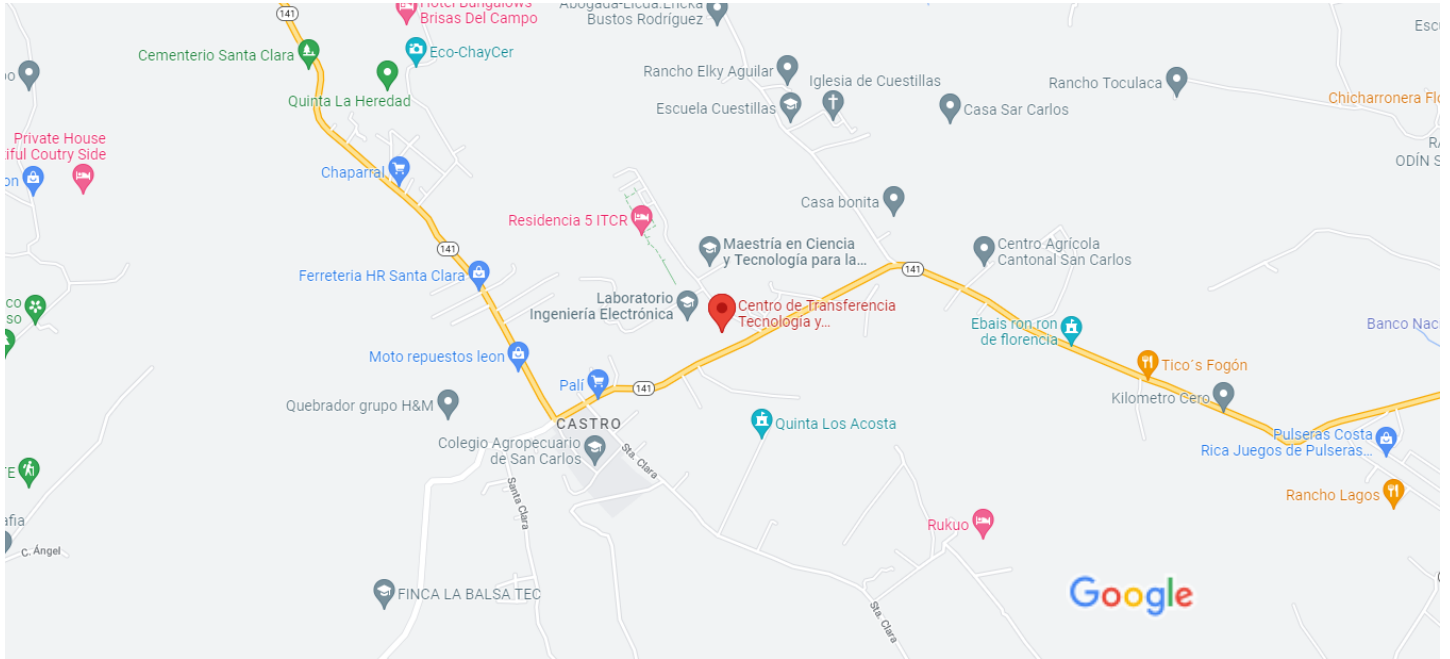 141
Hotel Bungalows
Brisas Del Campo
Abogada-Licda.Ericka
Bustos Rodríguez
Cementerio Santa Clara
Eco-ChayCer
Rancho Elky Aguilar
Iglesia de Cuestillas
Rancho Toculaca
Quinta La Heredad
Escuela Cuestillas
Casa Sar Carlos
Chicharronera
Private House
Coutry Side
ODÍN
Chaparral
Residencia 5 ITCR
Casa bonita
141
Maestría en Ciencia
y Tecnología para la...
Centro Agrícola
Cantonal San Carlos
141
Ferreteria HR Santa Clara
Laboratorio
Ingeniería Electrónica
Centro de Transferencia
Tecnología y...
Ebais ron ron
de florencia
Banco
Moto repuestos leon
Tico´s Fogón
Palí
141
Quebrador grupo H&M
Kilometro Cero
CASTRO
Quinta Los Acosta
Colegio Agropecuario
de San Carlos
Sta. Clara
Pulseras Costa
Rica Juegos de Pulseras...
Santa Clara
Rancho Lagos
Rukuo
C. Ángel
FINCA LA BALSA TEC
Google
Sta. Clara